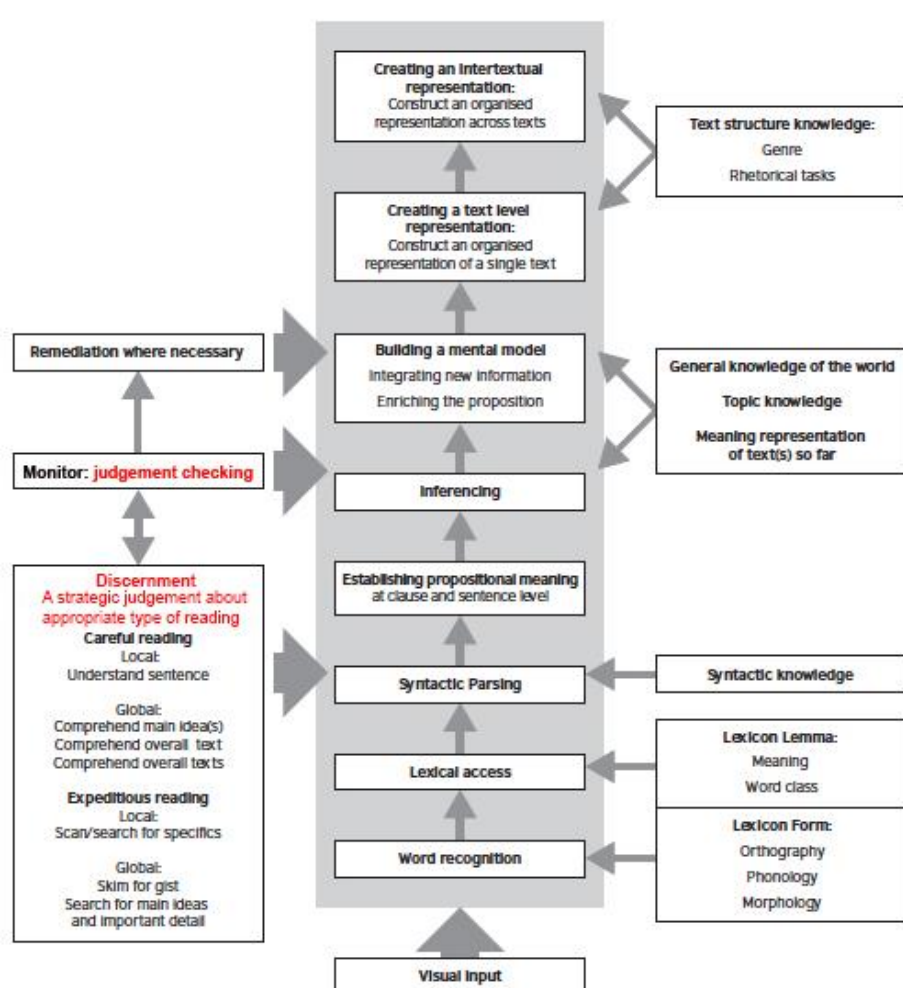 Creating an intertextual
representation:
Construct an organised
representation across texts
Text structure knowledge:
Genre
Rhetorical tasks
Creating a text level
representation:
Construct an organised
representation of a single text
Remediation where necessary
Building a mental model
Integrating new information
Enriching the proposition
General knowledge of the world
Topic knowledge
Meaning representation
of text(s) so far
Monitor: judgement checking
Inferencing
Discernment
A strategic judgement about
appropriate type of reading
Careful reading
Local:
Understand sentence
Global:
Comprehend main idea(s)
Comprehend overall text
Comprehend overall texts
Expeditious reading
Local:
Scan/search for specifics
Global:
Skim for gist
Search for main ideas
and important detail
Establishing propositional meaning
at clause and sentence level
Syntactic Parsing
Syntactic knowledge
Lexical access
Lexicon Lemma:
Meaning
Word class
Word recognition
Lexicon Form:
Orthography
Phonology
Morphology
Visual Input